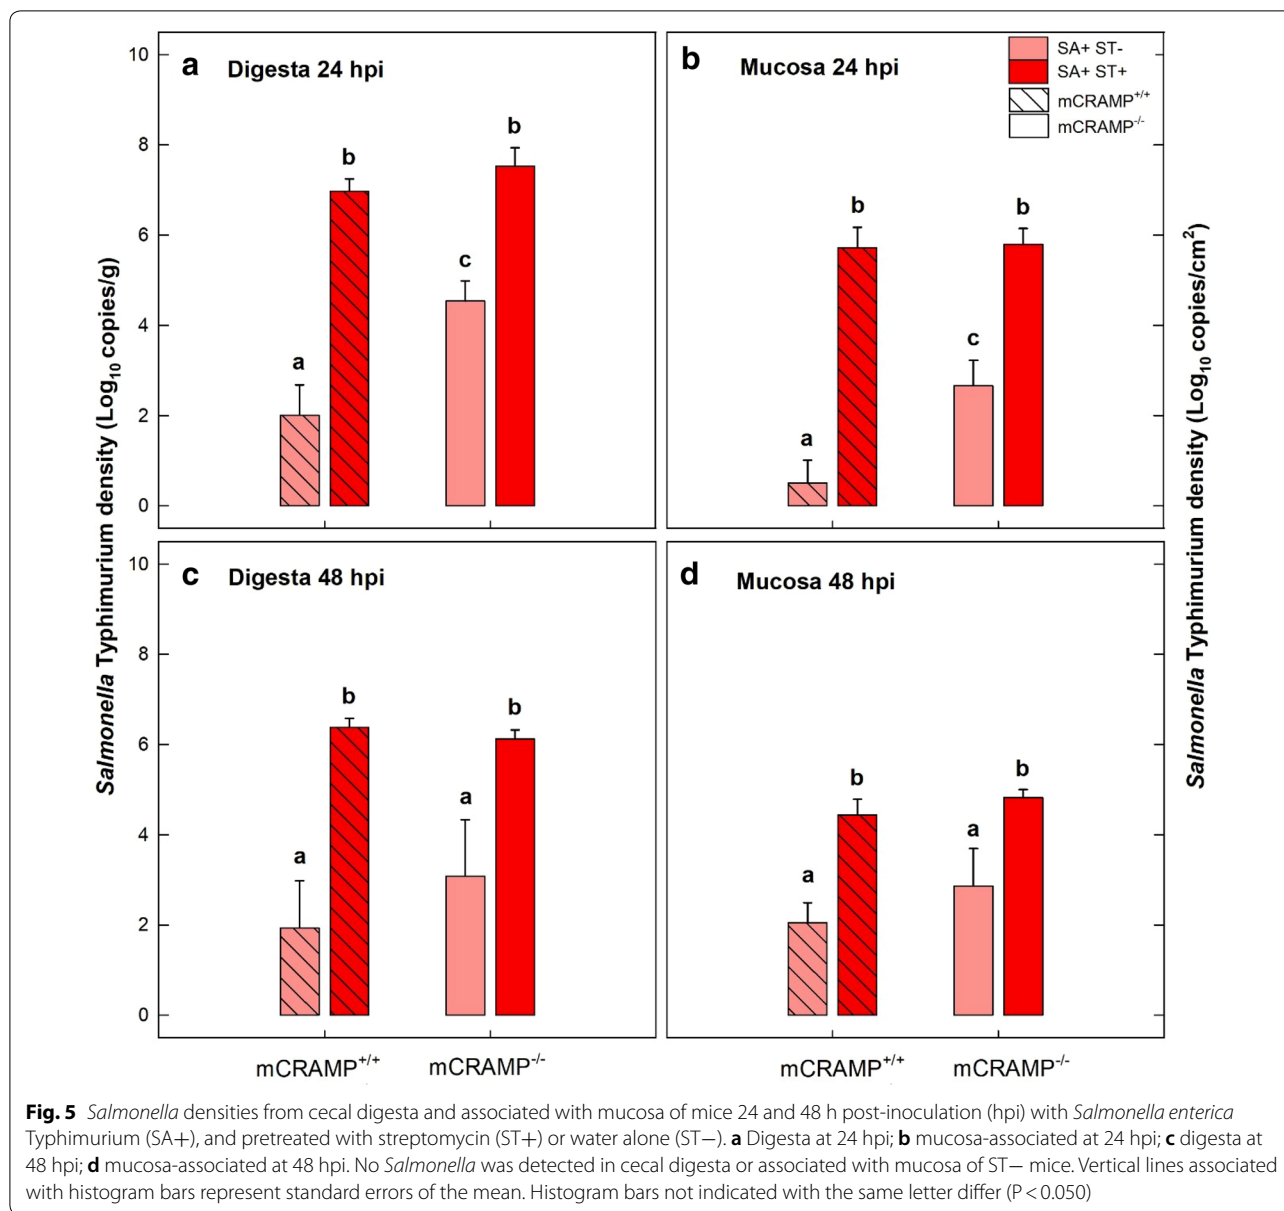 Salmonella Typhimurium density (Log10 copies/g)
a Digesta 24 hpi
10
8
6
4
2
0
a
b
c
b
b Mucosa 24 hpi
SA+ ST-
SA+ ST+
mCRAMP+/+
mCRAMP-/-
a
b
c
b
Salmonella Typhimurium density (Log10 copies/cm2)
c Digesta 48 hpi
10
8
6
4
2
0
a
b
a
b
mCRAMP+/+ mCRAMP-/-
d Mucosa 48 hpi
a
b
a
b
mCRAMP+/+ mCRAMP-/-
Fig. 5 Salmonella densities from cecal digesta and associated with mucosa of mice 24 and 48 h post-inoculation (hpi) with Salmonella enterica
Typhimurium (SA+), and pretreated with streptomycin (ST+) or water alone (ST−). a Digesta at 24 hpi; b mucosa-associated at 24 hpi; c digesta at
48 hpi; d mucosa-associated at 48 hpi. No Salmonella was detected in cecal digesta or associated with mucosa of ST− mice. Vertical lines associated
with histogram bars represent standard errors of the mean. Histogram bars not indicated with the same letter differ (P < 0.050)